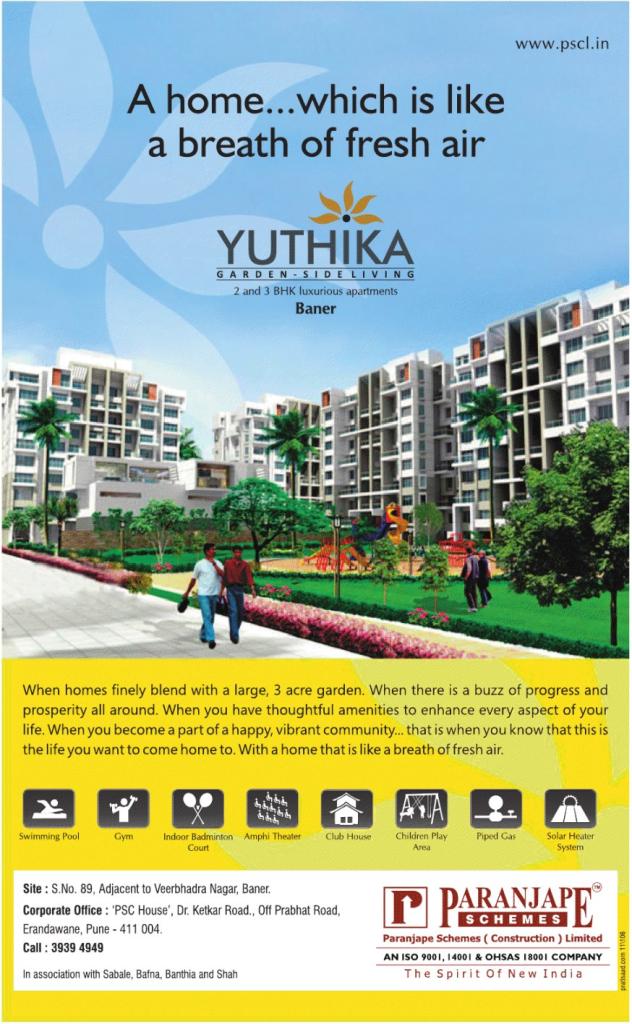 www.pscl.in
A home...which is like
a breath of fresh air
YUTHIKA
GARDEN-SIDE LIVING
2 and 3 BHK luxurious apartments
Baner
When homes finely blend with a large, 3 acre garden. When there is a buzz of progress and
prosperity all around. When you have thoughtful amenities to enhance every aspect of your
life. When you become a part of a happy, vibrant community... that is when you know that this is
the life you want to come home to. With a home that is like a breath of fresh air.
Swimming Pool
Gym
Indoor Badminton
Court
Amphi Theater
Club House
Children Play
Area
Piped Gas
Solar Heater
System
Site : S.No. 89, Adjacent to Veerbhadra Nagar, Baner.
Corporate Office : 'PSC House', Dr. Ketkar Road., Off Prabhat Road,
Erandawane, Pune - 411 004.
Call : 3939 4949
In association with Sabale, Bafna, Banthia and Shah
PARANJAPE TM
SCHEMES
Paranjape Schemes ( Construction ) Limited
AN ISO 9001, 14001 & OHSAS 18001 COMPANY
The Spirit Of New India